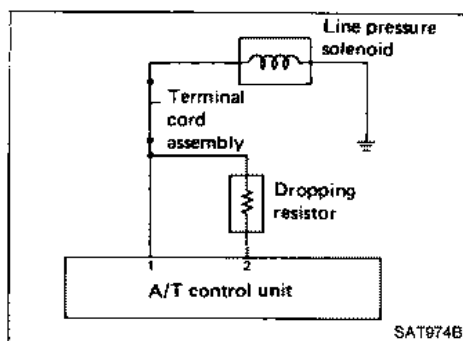 Line pressure
solenoid
Terminal
cord
assembly
Dropping
resistor
1 2
A/T control unit
SAT974B